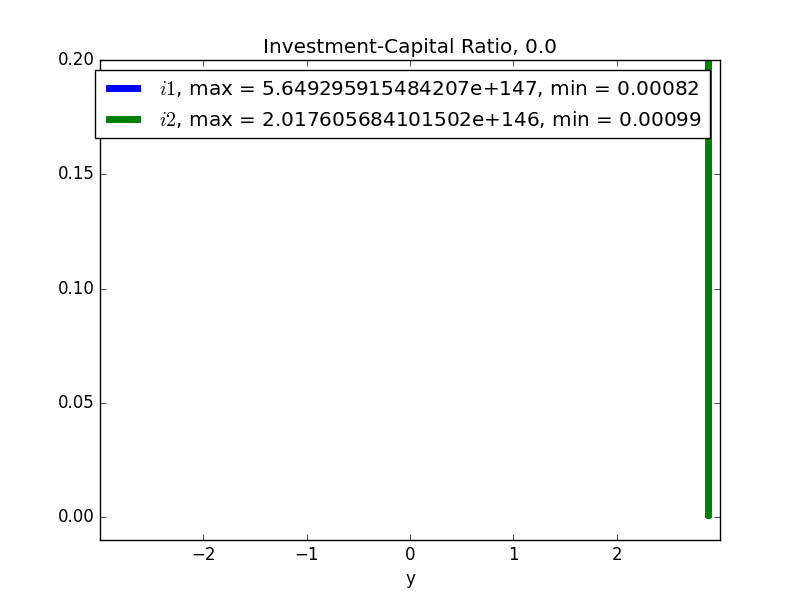 Investment-Capital Ratio, 0.0
0.20
i1, max = 5.649295915484207e+147, min = 0.00082
i2, max = 2.017605684101502e+146, min = 0.00099
0.15
0.10
0.05
0.00
−2 −1 0 1 2
y